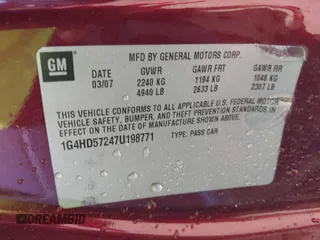 GM
MFD BY GENERAL MOTORS CORP.
03/07
GVWR GAWR FRT GAWR RR
2240 KG 1194 KG 1046 KG
4940 LB 2633 LB 2307 LB
THIS VEHICLE CONFORMS TO ALL APPLICABLE U.S. FEDERAL MOTOR
VEHICLE SAFETY, BUMPER, AND THEFT PREVENTION STANDARDS IN
EFFECT ON THE DATE OF MANUFACTURE SHOWN ABOVE.
1G4HD57247U198771 TYPE: PASS CAR
DREAMBID